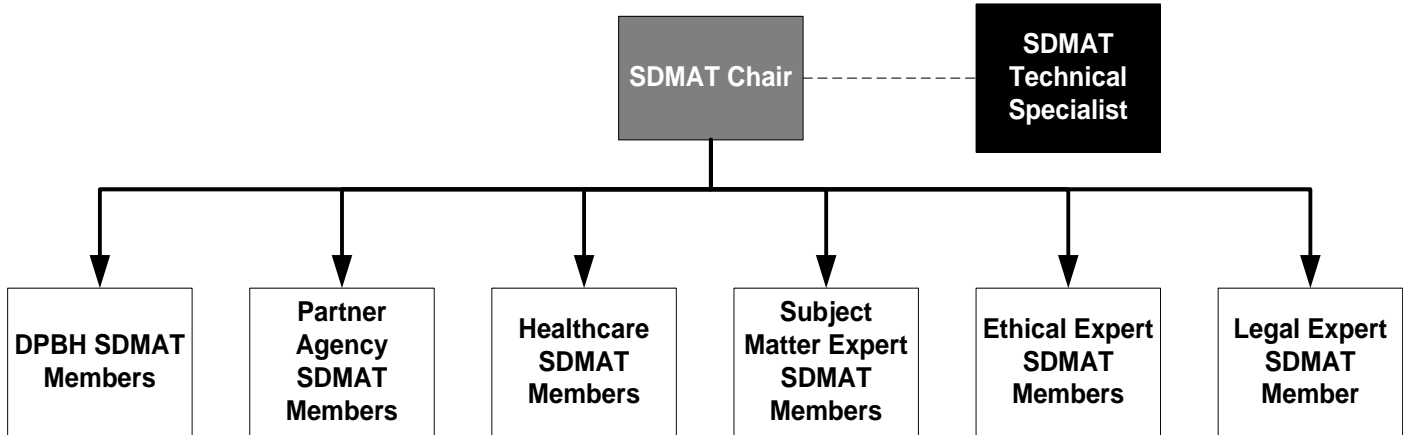 SDMAT Chair
SDMAT
Technical
Specialist
DPBH SDMAT
Members
Partner
Agency
SDMAT
Members
Healthcare
SDMAT
Members
Subject
Matter Expert
SDMAT
Members
Ethical Expert
SDMAT
Members
Legal Expert
SDMAT
Member